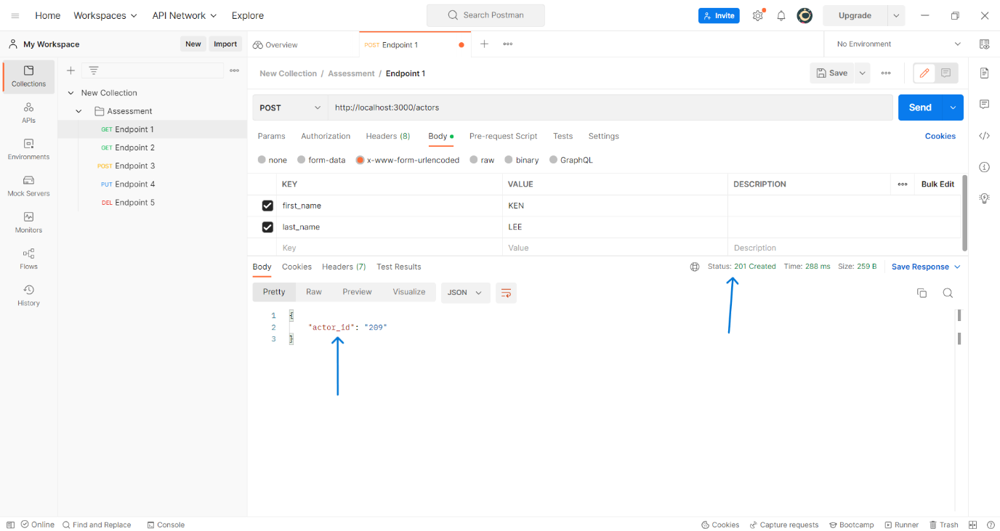 Home Workspaces API Network Explore Search Postman Invite Upgrade
My Workspace New Import Overview POST Endpoint 1 No Environment
Collections
APIs
Environments
Mock Servers
Monitors
Flows
History
New Collection
Assessment
GET Endpoint 1
GET Endpoint 2
POST Endpoint 3
PUT Endpoint 4
DEL Endpoint 5
New Collection / Assessment / Endpoint 1 Save
POST http://localhost:3000/actors Send
Params Authorization Headers (8) Body Pre-request Script Tests Settings Cookies
none form-data x-www-form-urlencoded raw binary GraphQL
KEY VALUE DESCRIPTION Bulk Edit
first_name KEN
last_name LEE
Key Value Description
Body Cookies Headers (7) Test Results Status: 201 Created Time: 288 ms Size: 259 B Save Response
Pretty Raw Preview Visualize JSON
1 {
2 "actor_id": "209"
3 }
Online Find and Replace Console Cookies Capture requests Bootcamp Runner Trash